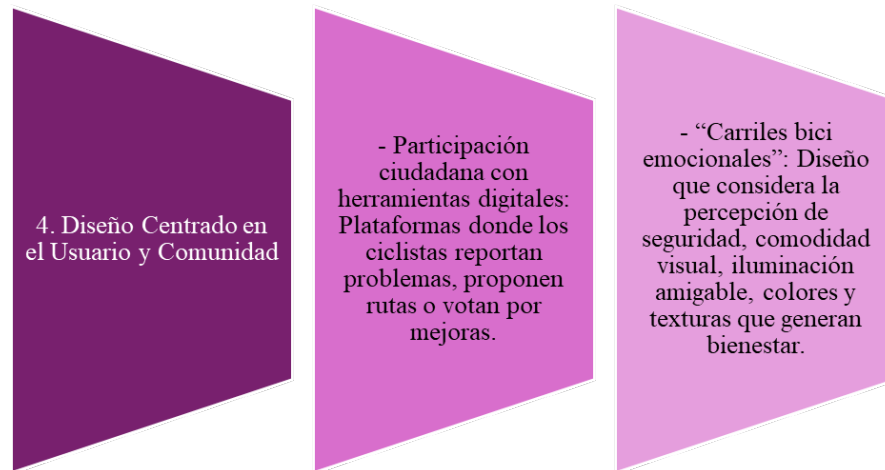 4. Diseño Centrado en
el Usuario y Comunidad
- Participación
ciudadana con
herramientas digitales:
Plataformas donde los
ciclistas reportan
problemas, proponen
rutas o votan por
mejoras.
- “Carriles bici
emocionales”: Diseño
que considera la
percepción de
seguridad, comodidad
visual, iluminación
amigable, colores y
texturas que generan
bienestar.